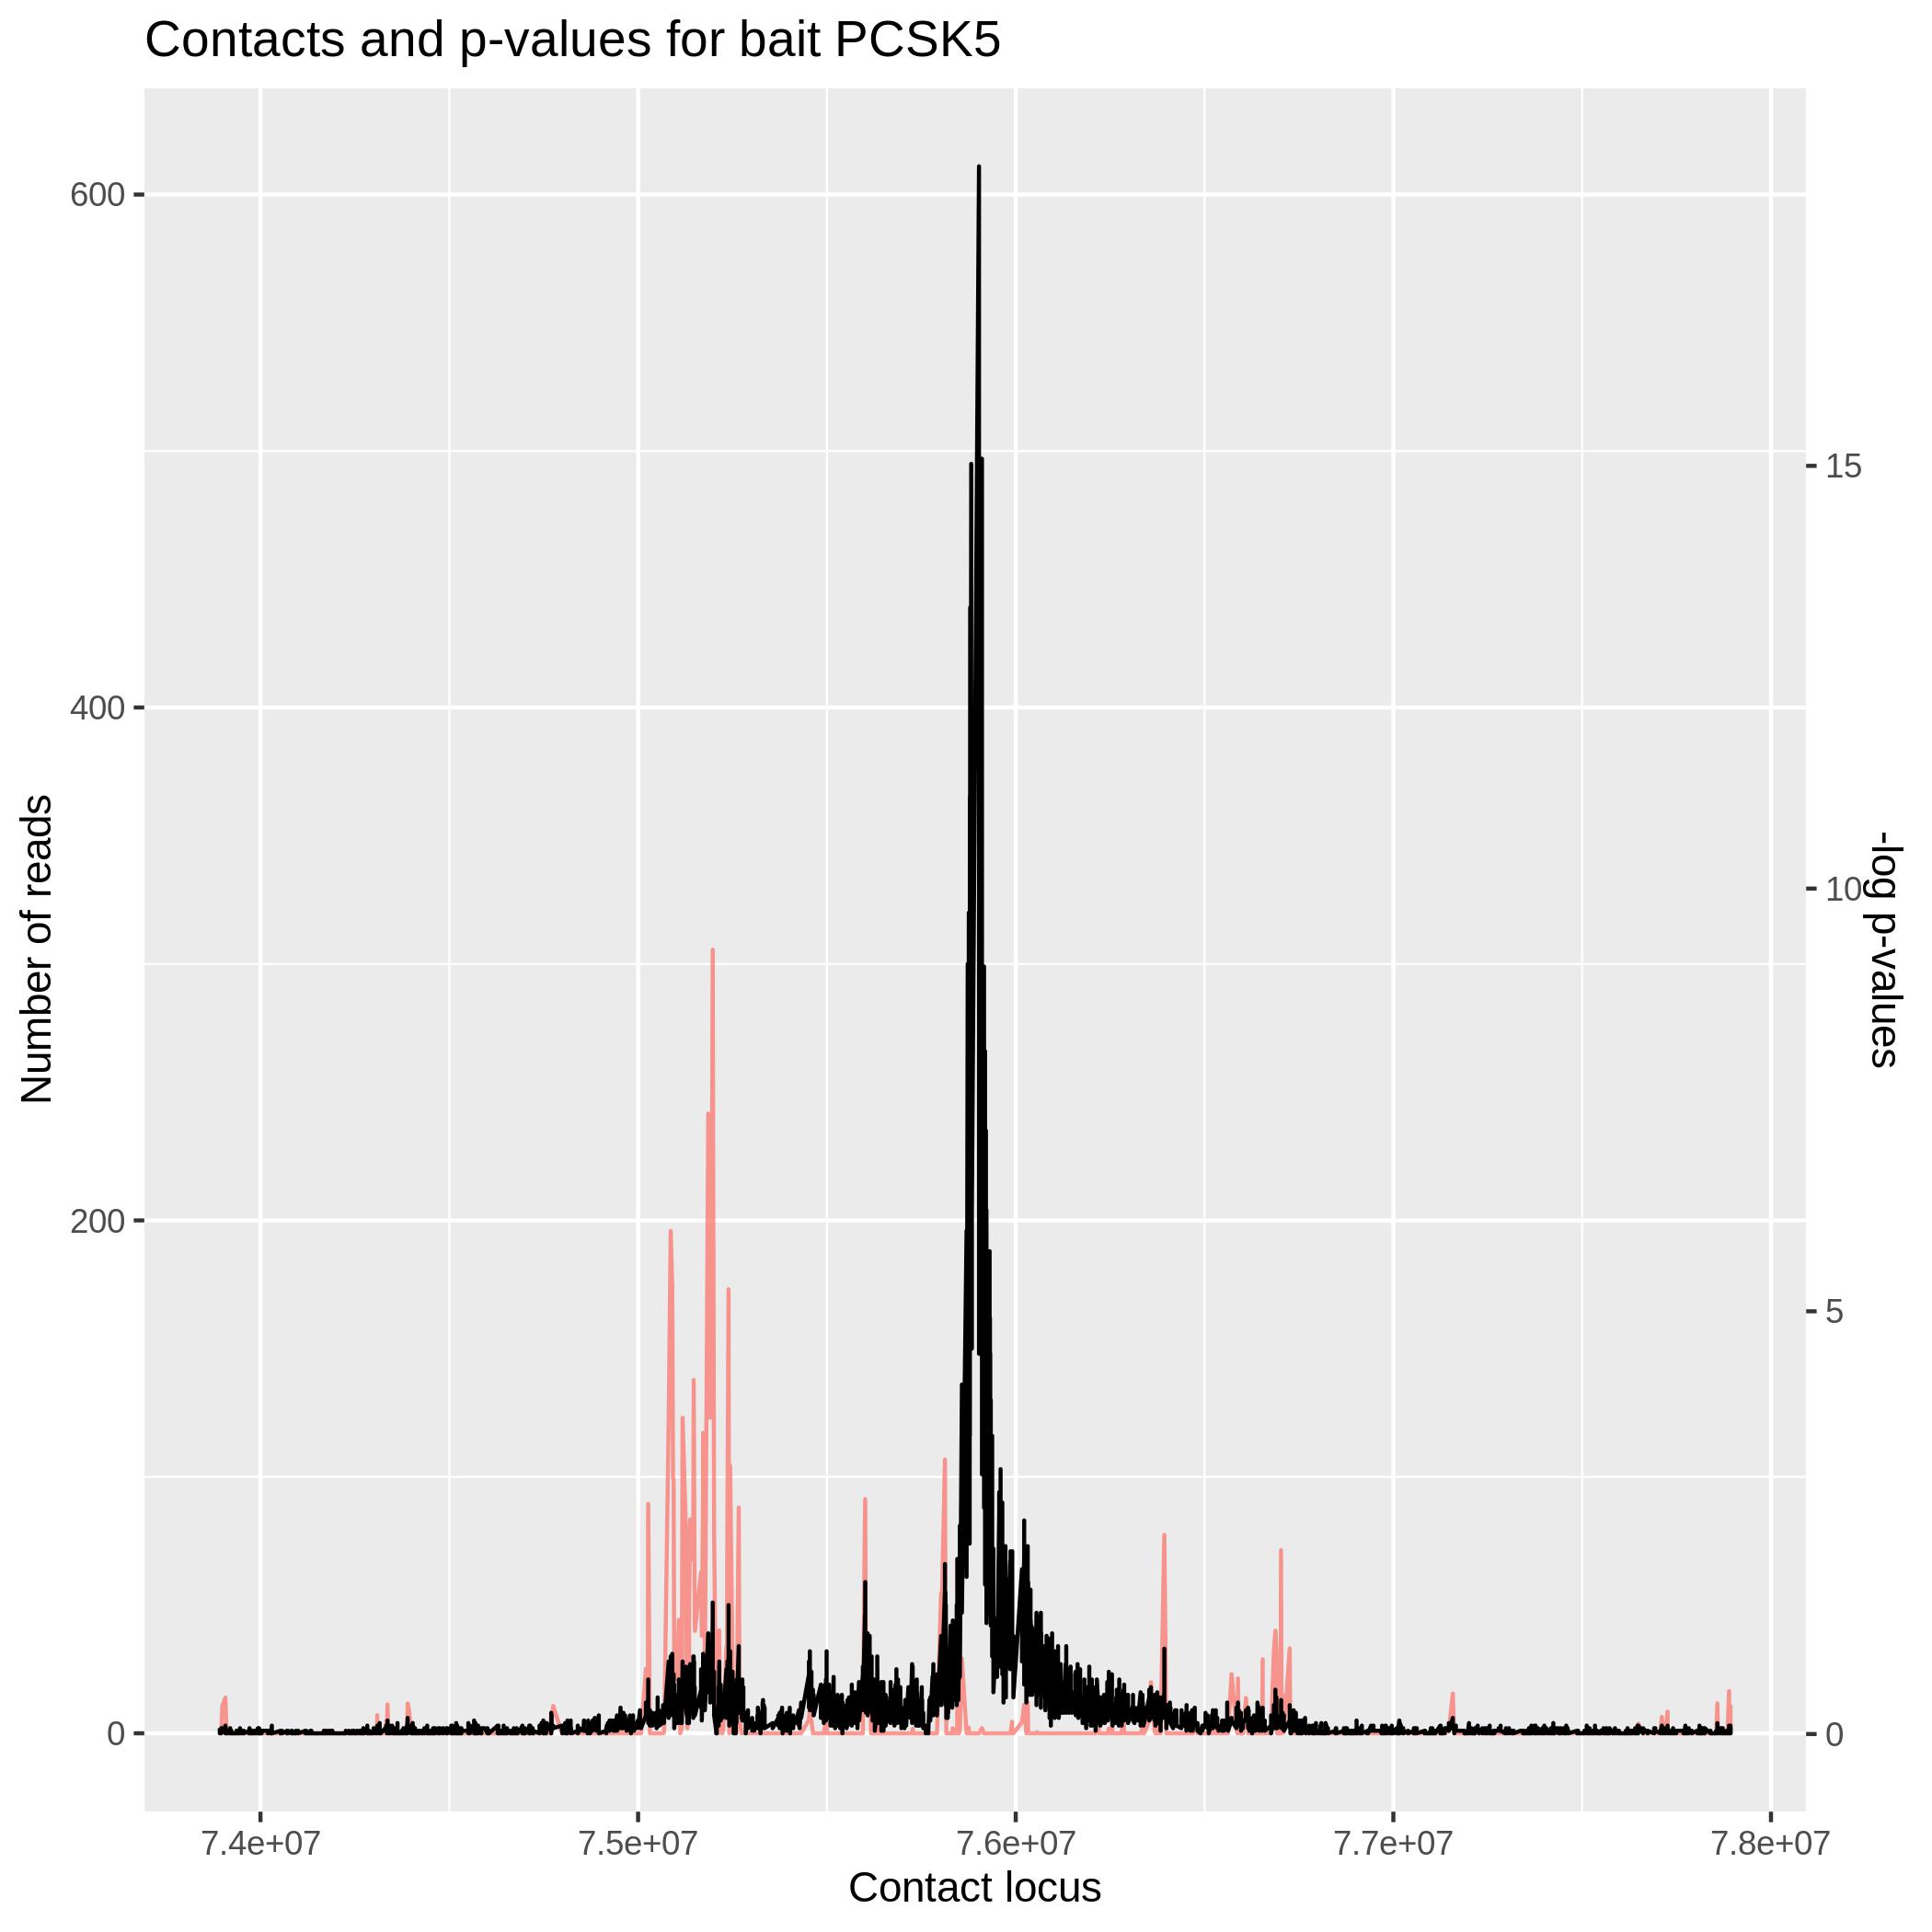 Contacts and p-values for bait PCSK5
Number of reads
600
400
200
0
15
10
5
0
-log p-values
7.4e+07 7.5e+07 7.6e+07 7.7e+07 7.8e+07
Contact locus